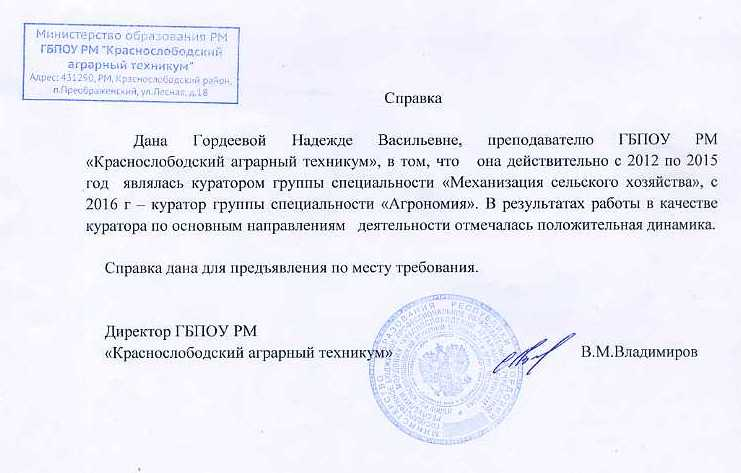 Министерство образования РМ
ГБПОУ РМ "Краснослободский
аграрный техникум"
Адрес: 431290, РМ, Краснослободский район,
п.Преображенский, ул.Лесная, д.18
Справка
Дана Гордеевой Надежде Васильевне, преподавателю ГБПОУ РМ
«Краснослободский аграрный техникум», в том, что она действительно с 2012 по 2015
год являлась куратором группы специальности «Механизация сельского хозяйства», с
2016 г – куратор группы специальности «Агрономия». В результатах работы в качестве
куратора по основным направлениям деятельности отмечалась положительная динамика.
Справка дана для предъявления по месту требования.
Директор ГБПОУ РМ
«Краснослободский аграрный техникум»
В.М.Владимиров